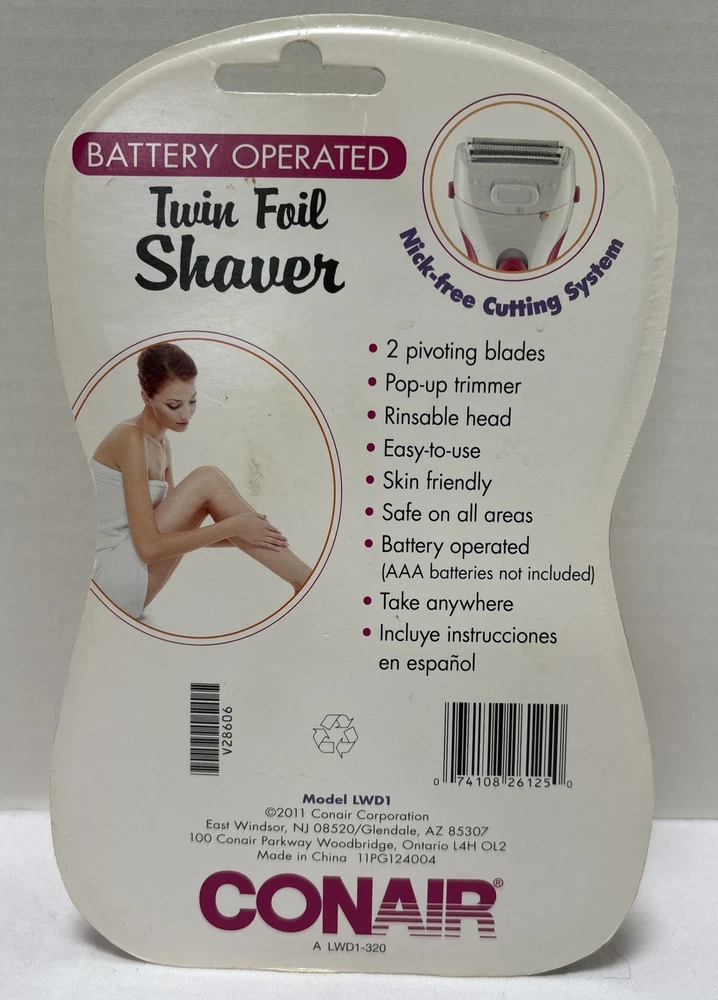 BATTERY OPERATED
Twin Foil
Shaver
Nick-free Cutting System
• 2 pivoting blades
• Pop-up trimmer
• Rinsable head
• Easy-to-use
• Skin friendly
• Safe on all areas
• Battery operated
(AAA batteries not included)
• Take anywhere
• Incluye instrucciones
en español
V28606
0 74108 26125 0
Model LWD1
©2011 Conair Corporation
East Windsor, NJ 08520/Glendale, AZ 85307
100 Conair Parkway Woodbridge, Ontario L4H OL2
Made in China 11PG124004
CONAIR®
A LWD1-320